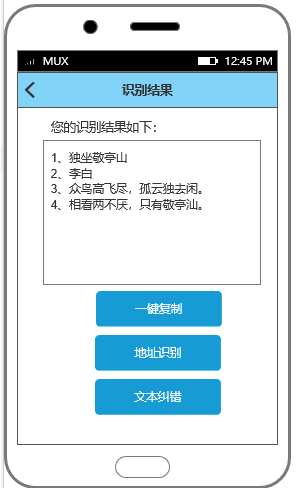 MUX 12:45 PM
识别结果
您的识别结果如下：
1、独坐敬亭山
2、李白
3、众鸟高飞尽，孤云独去闲。
4、相看两不厌，只有敬亭汕。
一键复制
地址识别
文本纠错